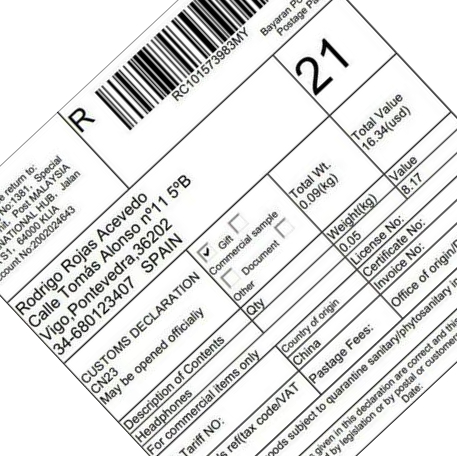 R
RC101573983MY
Bayaran Po
Postage Pa
21
e return to:
No:1381, Special
nit, Post MALAYSIA
NATIONAL HUB, Jalan
S1, 64000 KLIA
count No:2002024643
Rodrigo Rojas Acevedo
Calle Tomás Alonso nº11 5ºB
Vigo,Pontevedra,36202
34-680123407 SPAIN
Total Wt.
0.09(kg)
Total Value
16.34(usd)
CUSTOMS DECLARATION
CN23
May be opened officially
✓ Gift
Commercial sample
Document
Other
Description of Contents
Headphones
For commercial items only
Tariff NO:
s ref(tax code/VAT
Qty
Weight(kg)
0.05
Value
8.17
Country of origin
China
License No:
Certificate No:
Invoice No:
Pastage Fees:
Office of origin/D
oods subject to quarantine sanitary/phytosanitary in
given in this declaration are correct and this
d by legislation or by postal or customs
Date: